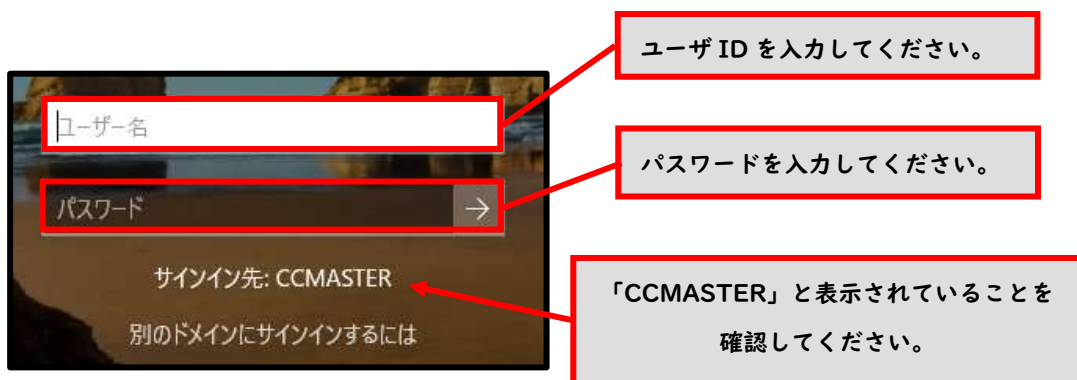 ユーザ ID を入力してください。
ユーザー名
パスワードを入力してください。
パスワード
サインイン先: CCMASTER
「CCMASTER」と表示されていることを
確認してください。
別のドメインにサインインするには